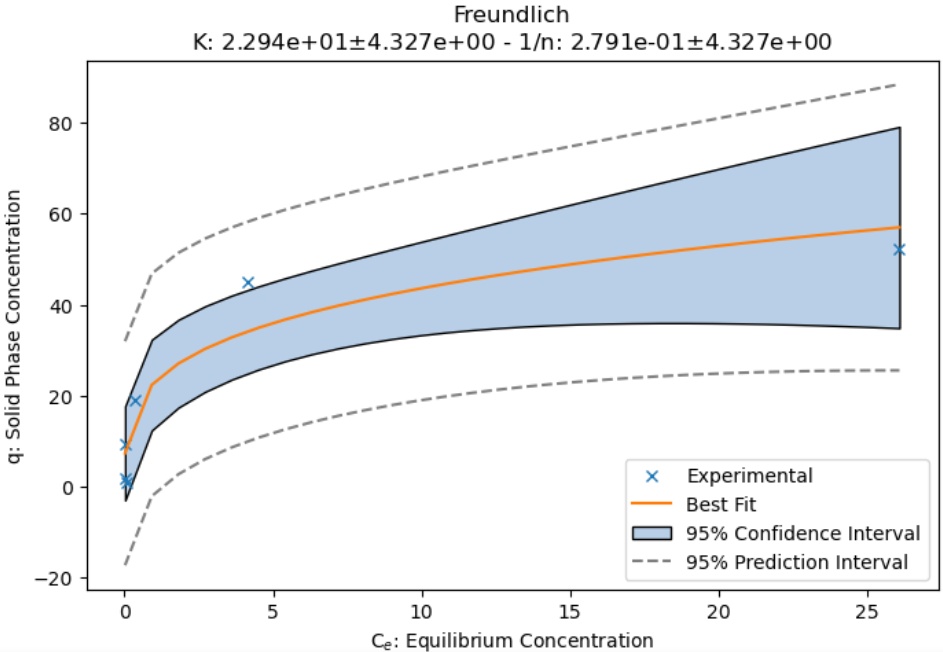 Freundlich
K: 2.294e+01±4.327e+00 - 1/n: 2.791e-01±4.327e+00
q: Solid Phase Concentration
80
60
40
20
0
−20
Experimental
Best Fit
95% Confidence Interval
95% Prediction Interval
0 5 10 15 20 25
Cₑ: Equilibrium Concentration